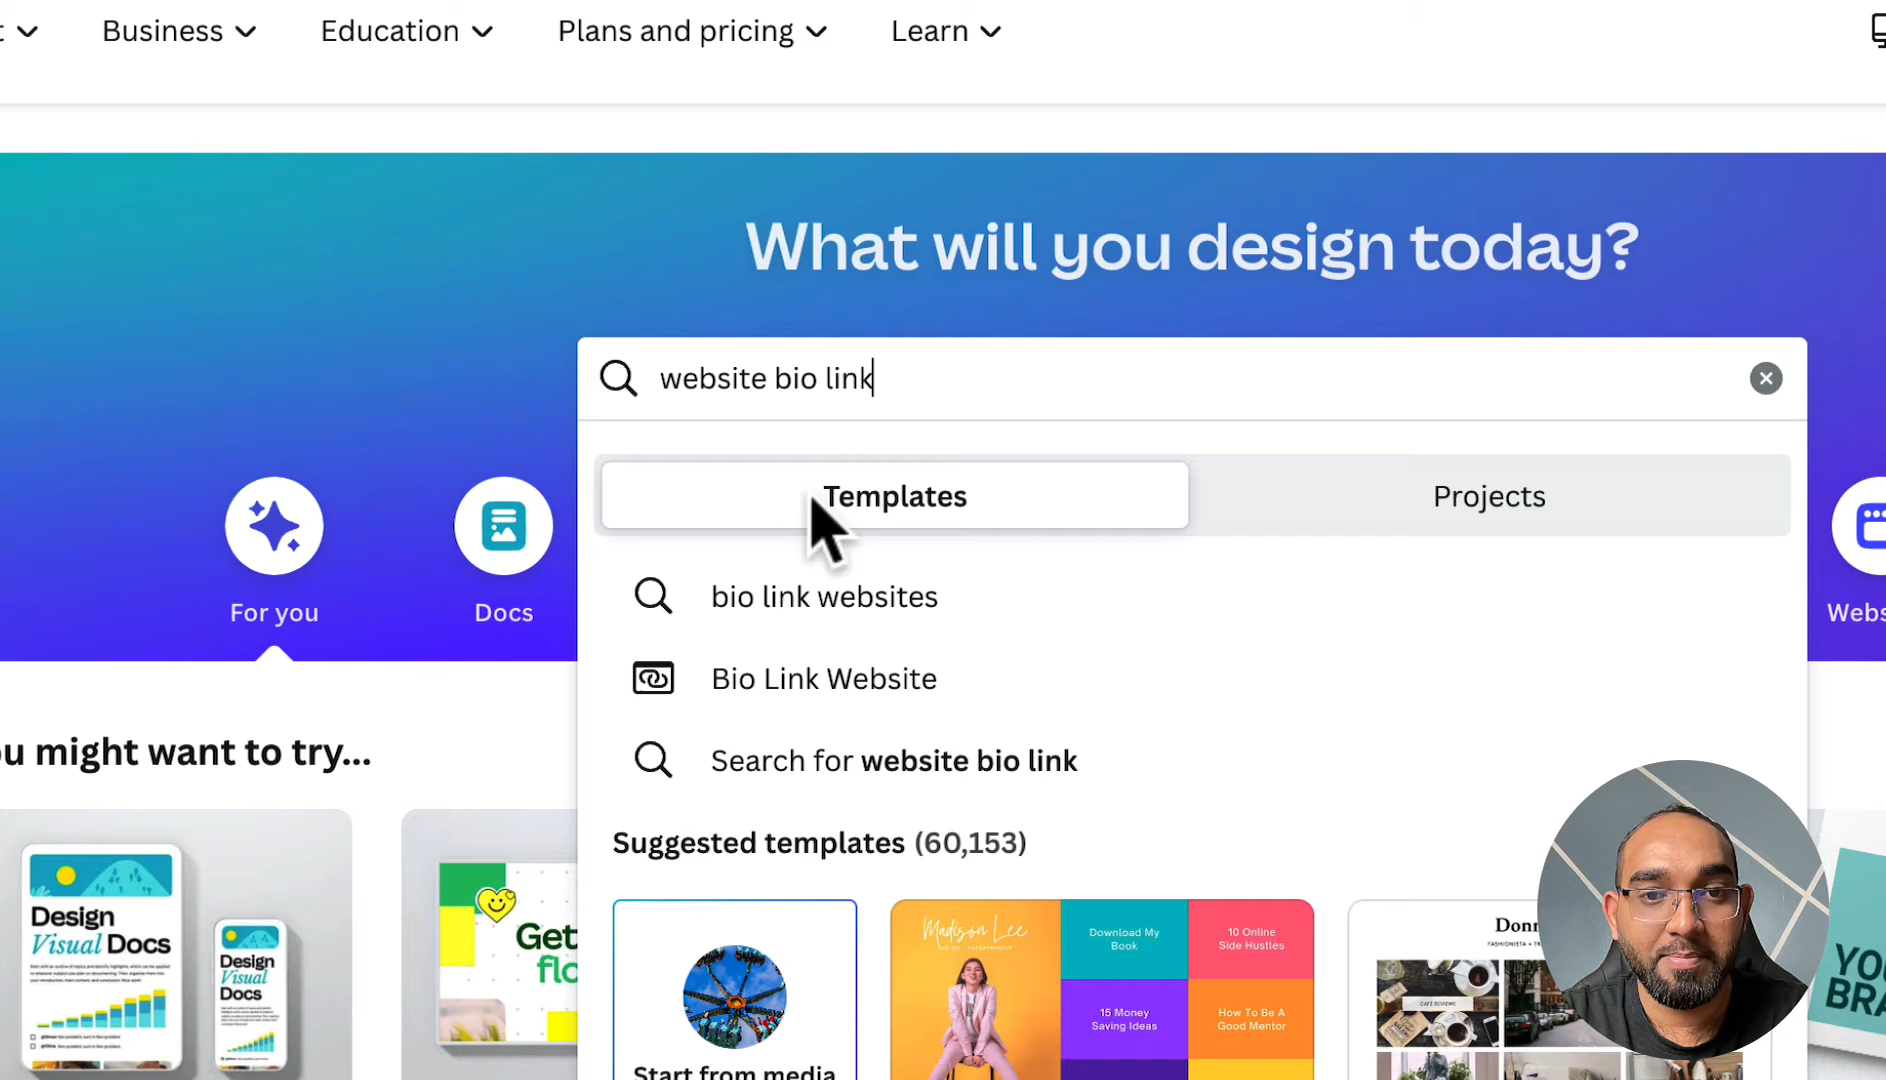 Business
Education
Plans and pricing
Learn
What will you design today?
website bio link
Templates
Projects
For you
Docs
bio link websites
Bio Link Website
Search for website bio link
u might want to try...
Suggested templates (60,153)
Design
Visual Docs
Design
Visual
Docs
Get
flo
Start from media
Madison Lee
Download My
Book
10 Online
Side Hustles
15 Money
Saving Ideas
How To Be A
Good Mentor
Donn
CAFE REVIEWS
YOU
BRA
Webs